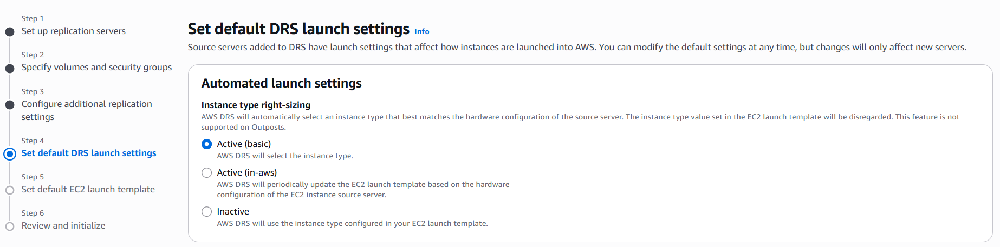 Step 1
Set up replication servers
Step 2
Specify volumes and security groups
Step 3
Configure additional replication
settings
Step 4
Set default DRS launch settings
Step 5
Set default EC2 launch template
Step 6
Review and initialize
Set default DRS launch settings Info
Source servers added to DRS have launch settings that affect how instances are launched into AWS. You can modify the default settings at any time, but changes will only affect new servers.
Automated launch settings
Instance type right-sizing
AWS DRS will automatically select an instance type that best matches the hardware configuration of the source server. The instance type value set in the EC2 launch template will be disregarded. This feature is not
supported on Outposts.
Active (basic)
AWS DRS will select the instance type.
Active (in-aws)
AWS DRS will periodically update the EC2 launch template based on the hardware
configuration of the EC2 instance source server.
Inactive
AWS DRS will use the instance type configured in your EC2 launch template.